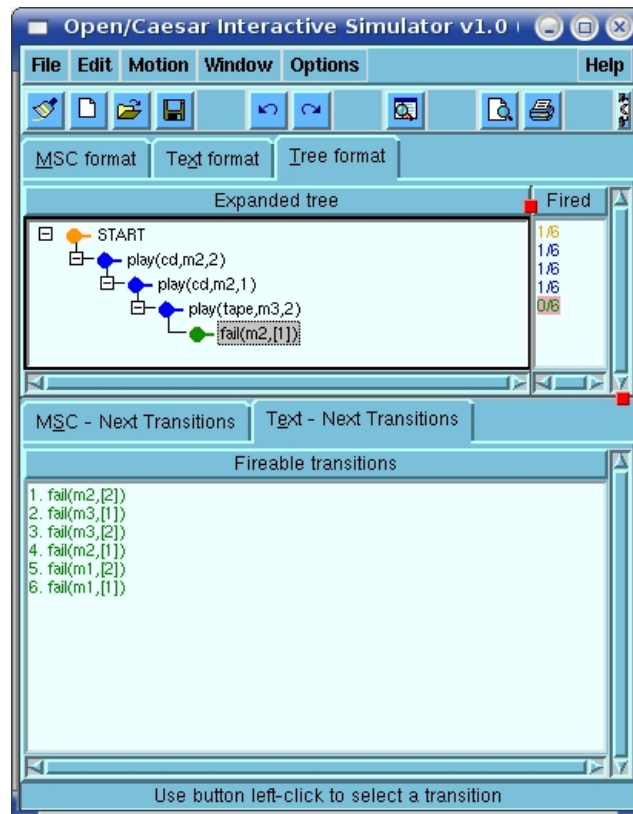 Open/Caesar Interactive Simulator v1.0
File Edit Motion Window Options Help
MSC format Text format Tree format
Expanded tree Fired
START 1/6
play(cd,m2,2) 1/6
play(cd,m2,1) 1/6
play(tape,m3,2) 1/6
fail(m2,[1]) 0/6
MSC - Next Transitions Text - Next Transitions
Fireable transitions
1. fail(m2,[2])
2. fail(m3,[1])
3. fail(m3,[2])
4. fail(m2,[1])
5. fail(m1,[2])
6. fail(m1,[1])
Use button left-click to select a transition